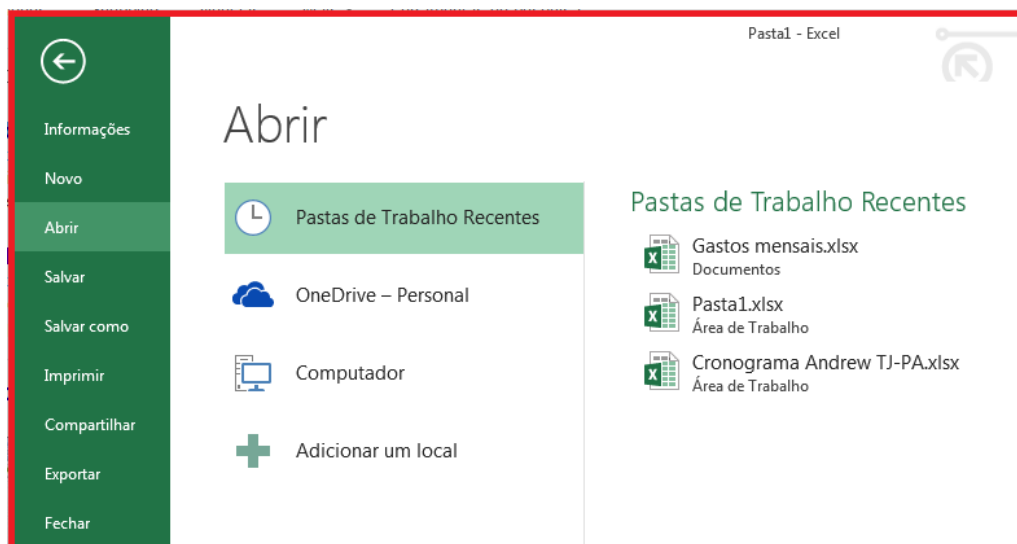 Pasta1 - Excel
Informações
Novo
Abrir
Salvar
Salvar como
Imprimir
Compartilhar
Exportar
Fechar
Abrir
Pastas de Trabalho Recentes
OneDrive – Personal
Computador
Adicionar um local
Pastas de Trabalho Recentes
Gastos mensais.xlsx
Documentos
Pasta1.xlsx
Área de Trabalho
Cronograma Andrew TJ-PA.xlsx
Área de Trabalho